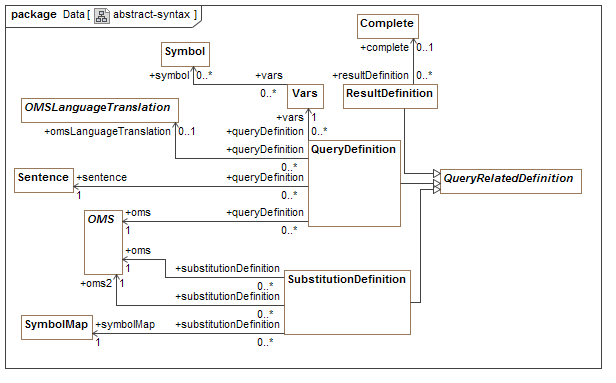 package Data [ abstract-syntax ]
Complete
+complete 0..1
Symbol
+symbol 0..* +vars
0..*
+resultDefinition 0..*
Vars
ResultDefinition
OMSLanguageTranslation
+vars 1
+omsLanguageTranslation 0..1
+queryDefinition 0..*
+queryDefinition
0..*
QueryDefinition
Sentence
+sentence
1
+queryDefinition
0..*
QueryRelatedDefinition
OMS
+oms
1
+queryDefinition
0..*
+oms
1
+substitutionDefinition
0..*
SubstitutionDefinition
+oms2 1
+substitutionDefinition
0..*
SymbolMap
+symbolMap
1
+substitutionDefinition
0..*